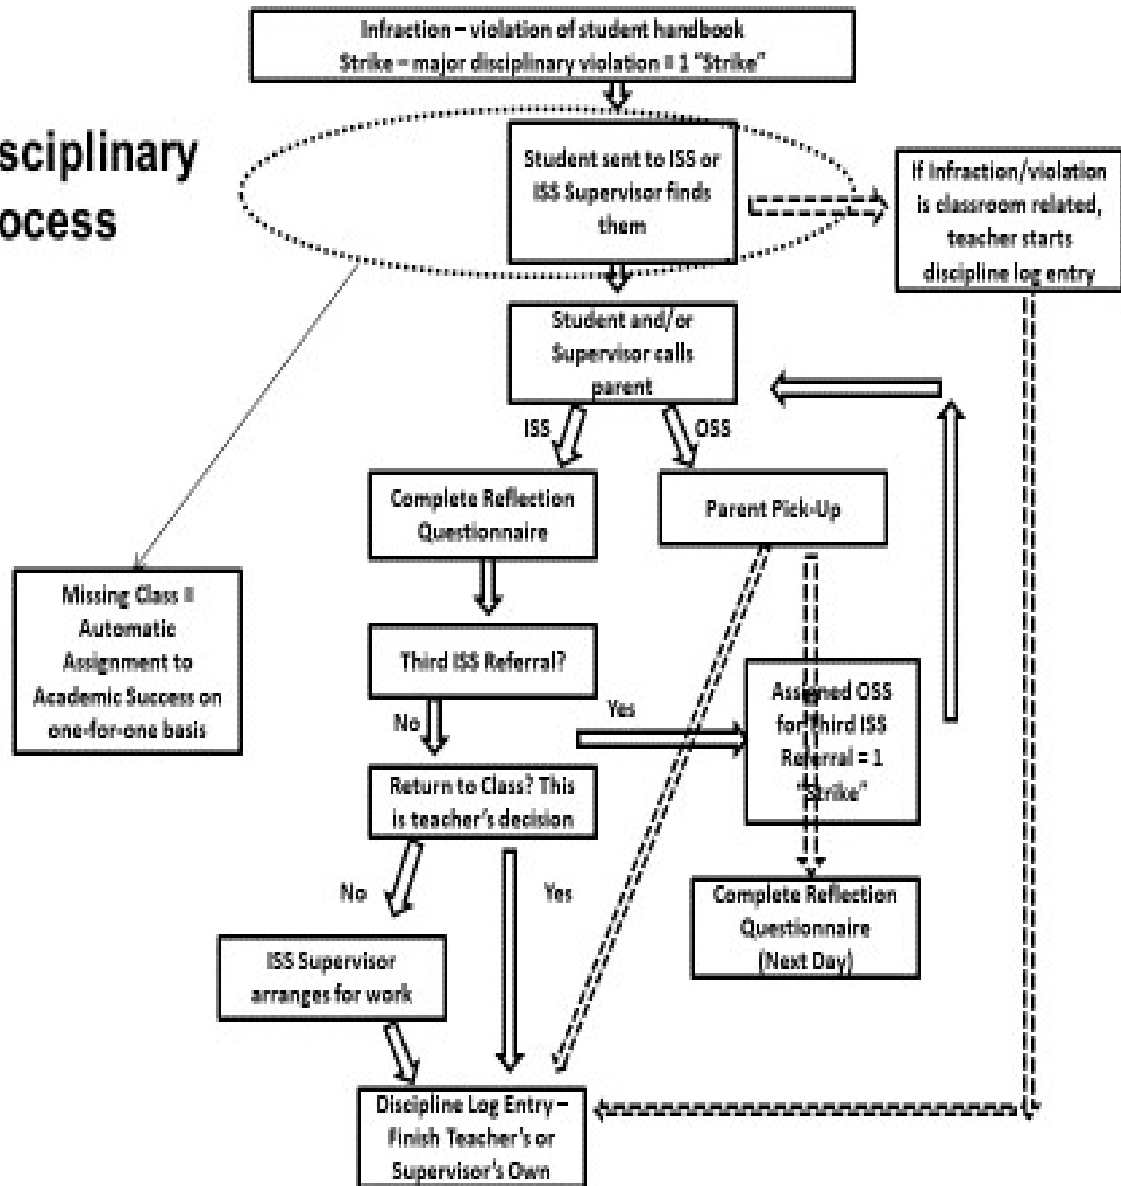 Infraction – violation of student handbook
Strike – major disciplinary violation = 1 "Strike"
sciplinary
ocess
Student sent to ISS or
ISS Supervisor finds
them
If Infraction/violation
is classroom related,
teacher starts
discipline log entry
Student and/or
Supervisor calls
parent
ISS
OSS
Complete Reflection
Questionnaire
Parent Pick-Up
Missing Class =
Automatic
Assignment to
Academic Success on
one-for-one basis
Third ISS Referral?
No
Yes
Assigned OSS
for Third ISS
Referral = 1
"Strike"
Return to Class? This
is teacher's decision
No
Yes
Complete Reflection
Questionnaire
(Next Day)
ISS Supervisor
arranges for work
Discipline Log Entry –
Finish Teacher's or
Supervisor's Own